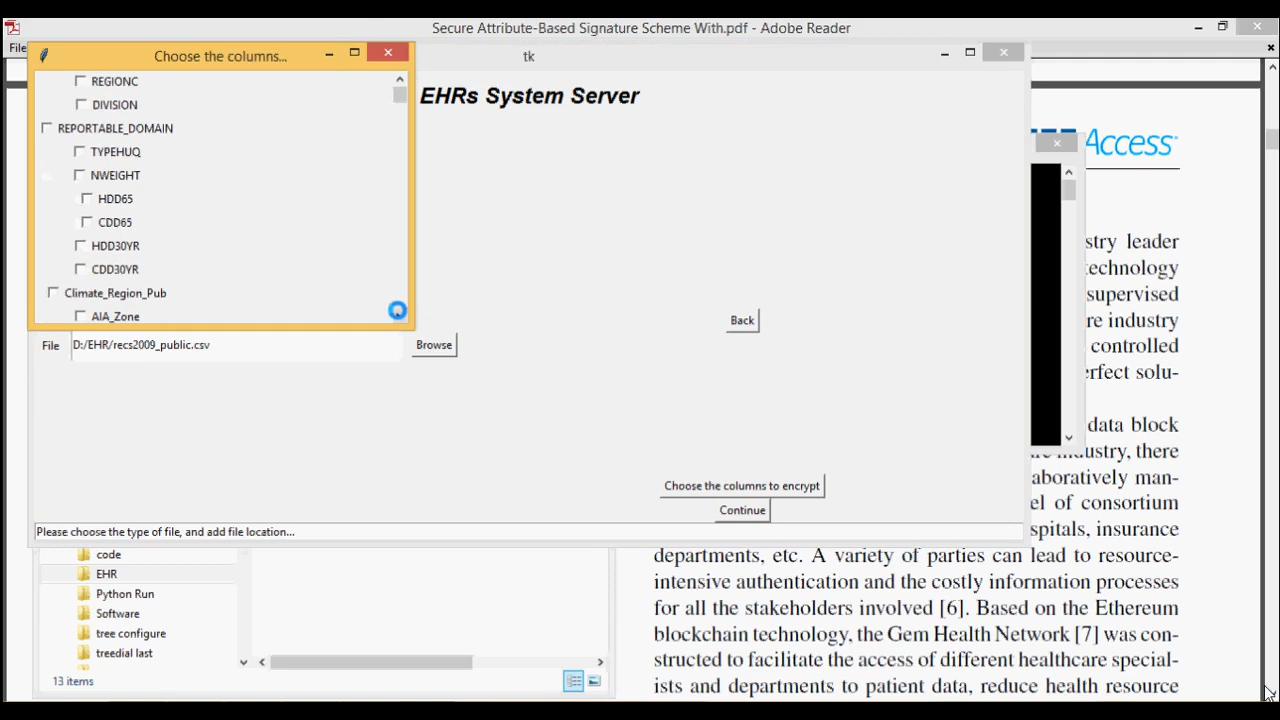 Secure Attribute-Based Signature Scheme With.pdf - Adobe Reader
File
Choose the columns...
tk
REGIONC
DIVISION
REPORTABLE_DOMAIN
TYPEHUQ
NWEIGHT
HDD65
CDD65
HDD30YR
CDD30YR
Climate_Region_Pub
AIA_Zone
EHRs System Server
Back
File
D:/EHR/recs2009_public.csv
Browse
Choose the columns to encrypt
Continue
Please choose the type of file, and add file location...
code
EHR
Python Run
Software
tree configure
treedial last
13 items
Access
stry leader
technology
supervised
re industry
controlled
erfect solu-
data block
re industry, there
aboratively man-
el of consortium
spitals, insurance
departments, etc. A variety of parties can lead to resource-
intensive authentication and the costly information processes
for all the stakeholders involved [6]. Based on the Ethereum
blockchain technology, the Gem Health Network [7] was con-
structed to facilitate the access of different healthcare special-
ists and departments to patient data, reduce health resource